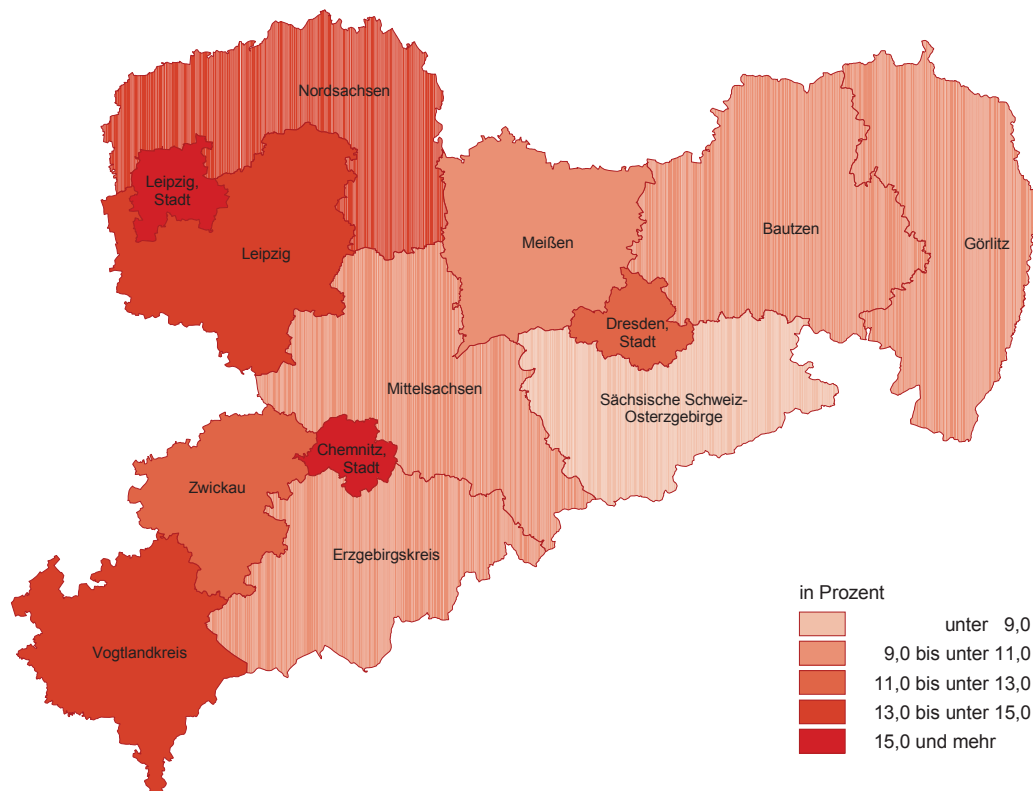 Nordsachsen
Leipzig,
Stadt
Leipzig
Meißen
Bautzen
Görlitz
Dresden,
Stadt
Mittelsachsen
Sächsische Schweiz-
Osterzgebirge
Chemnitz,
Stadt
Zwickau
Erzgebirgskreis
Vogtlandkreis
in Prozent
unter 9,0
9,0 bis unter 11,0
11,0 bis unter 13,0
13,0 bis unter 15,0
15,0 und mehr